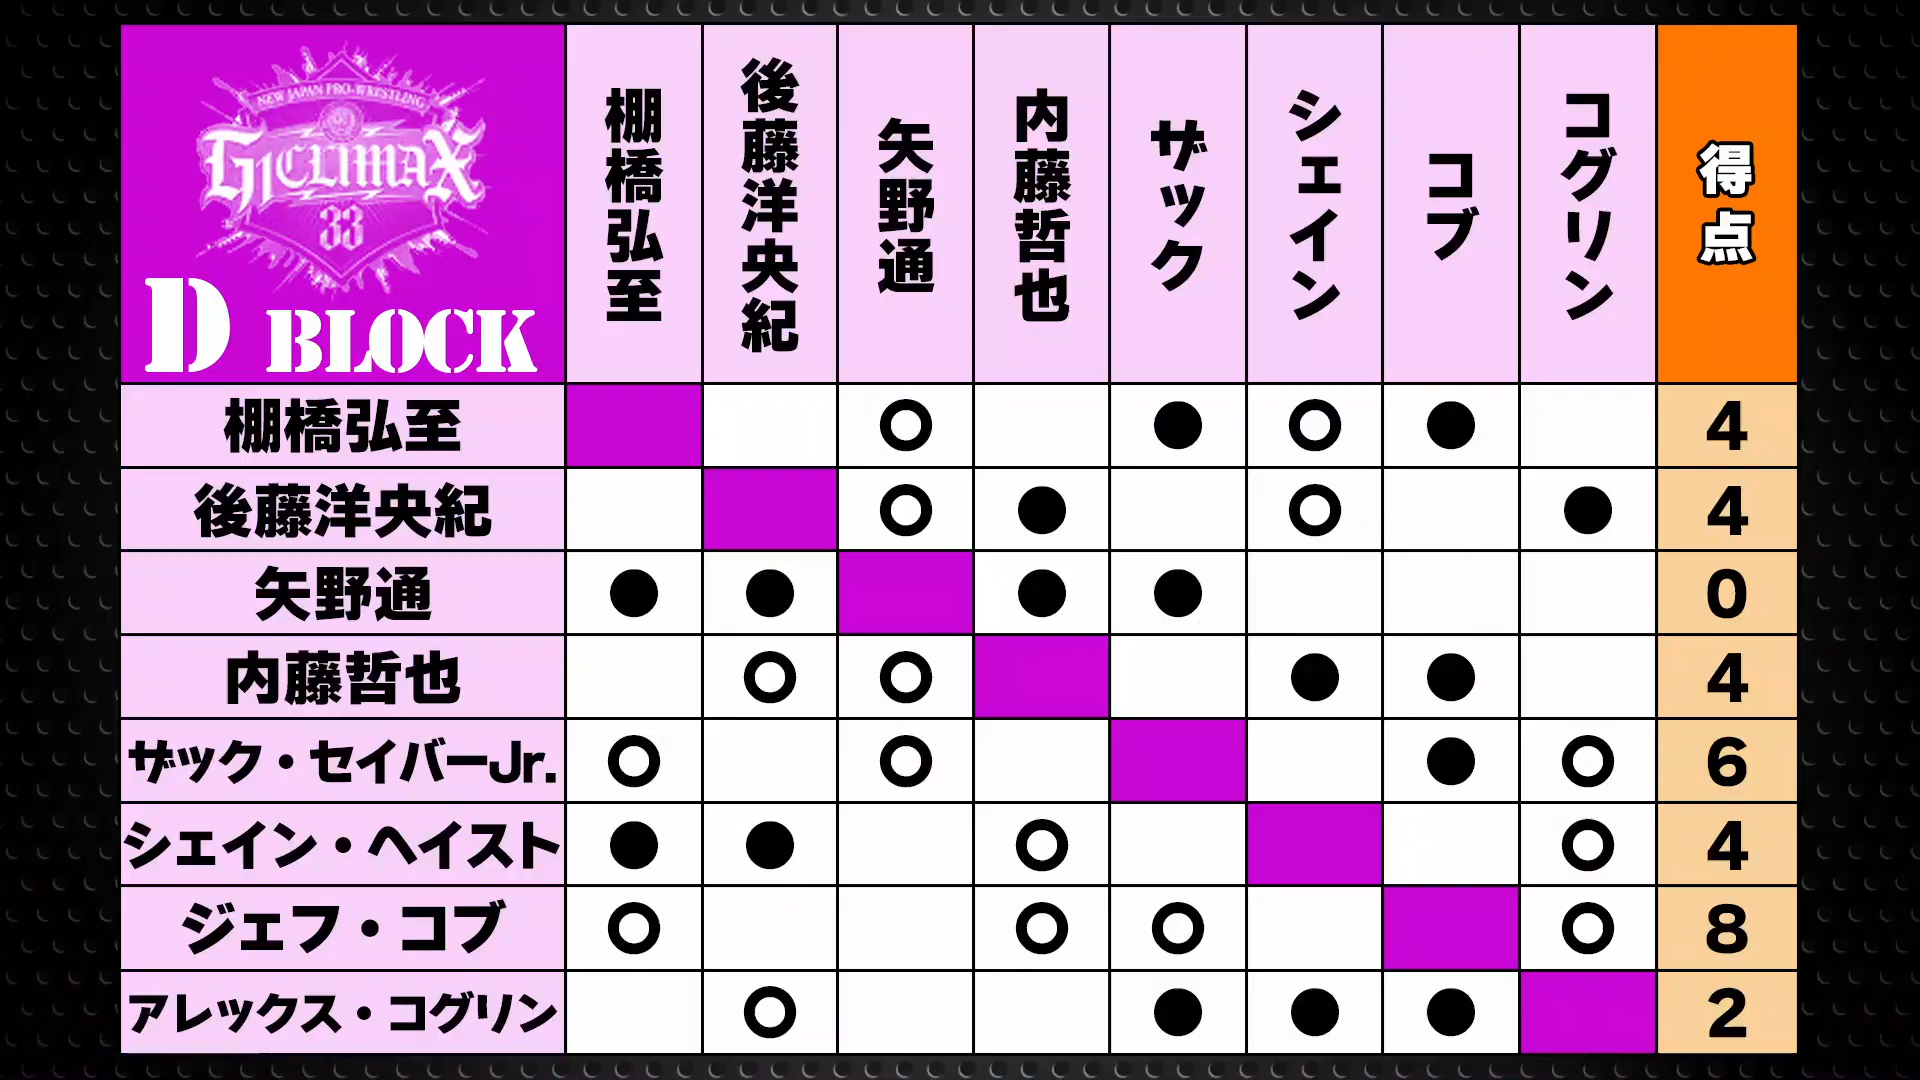 NEW JAPAN PRO-WRESTLING
G1 CLIMAX
33
D BLOCK
棚橋弘至
後藤洋央紀
矢野通
内藤哲也
ザック
シェイン
コブ
コグリン
得点
棚橋弘至 ○ ● ○ ● 4
後藤洋央紀 ○ ● ○ ● 4
矢野通 ● ● ● ● 0
内藤哲也 ○ ○ ● ● 4
ザック・セイバーJr. ○ ○ ● ○ 6
シェイン・ヘイスト ● ● ○ ○ 4
ジェフ・コブ ○ ○ ○ ○ 8
アレックス・コグリン ○ ● ● ● 2